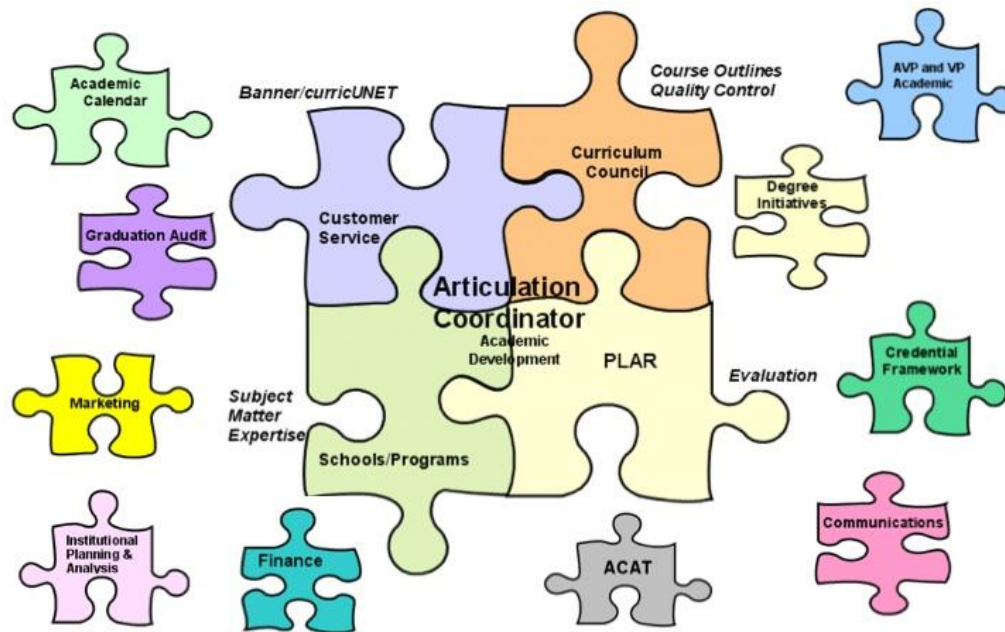 Academic
Calendar
Banner/curricUNET
Course Outlines
Quality Control
AVP and VP
Academic
Curriculum
Council
Degree
Initiatives
Graduation Audit
Customer
Service
Articulation
Coordinator
Academic
Development
PLAR
Credential
Framework
Marketing
Subject
Matter
Expertise
Evaluation
Schools/Programs
Institutional
Planning &
Analysis
Finance
ACAT
Communications